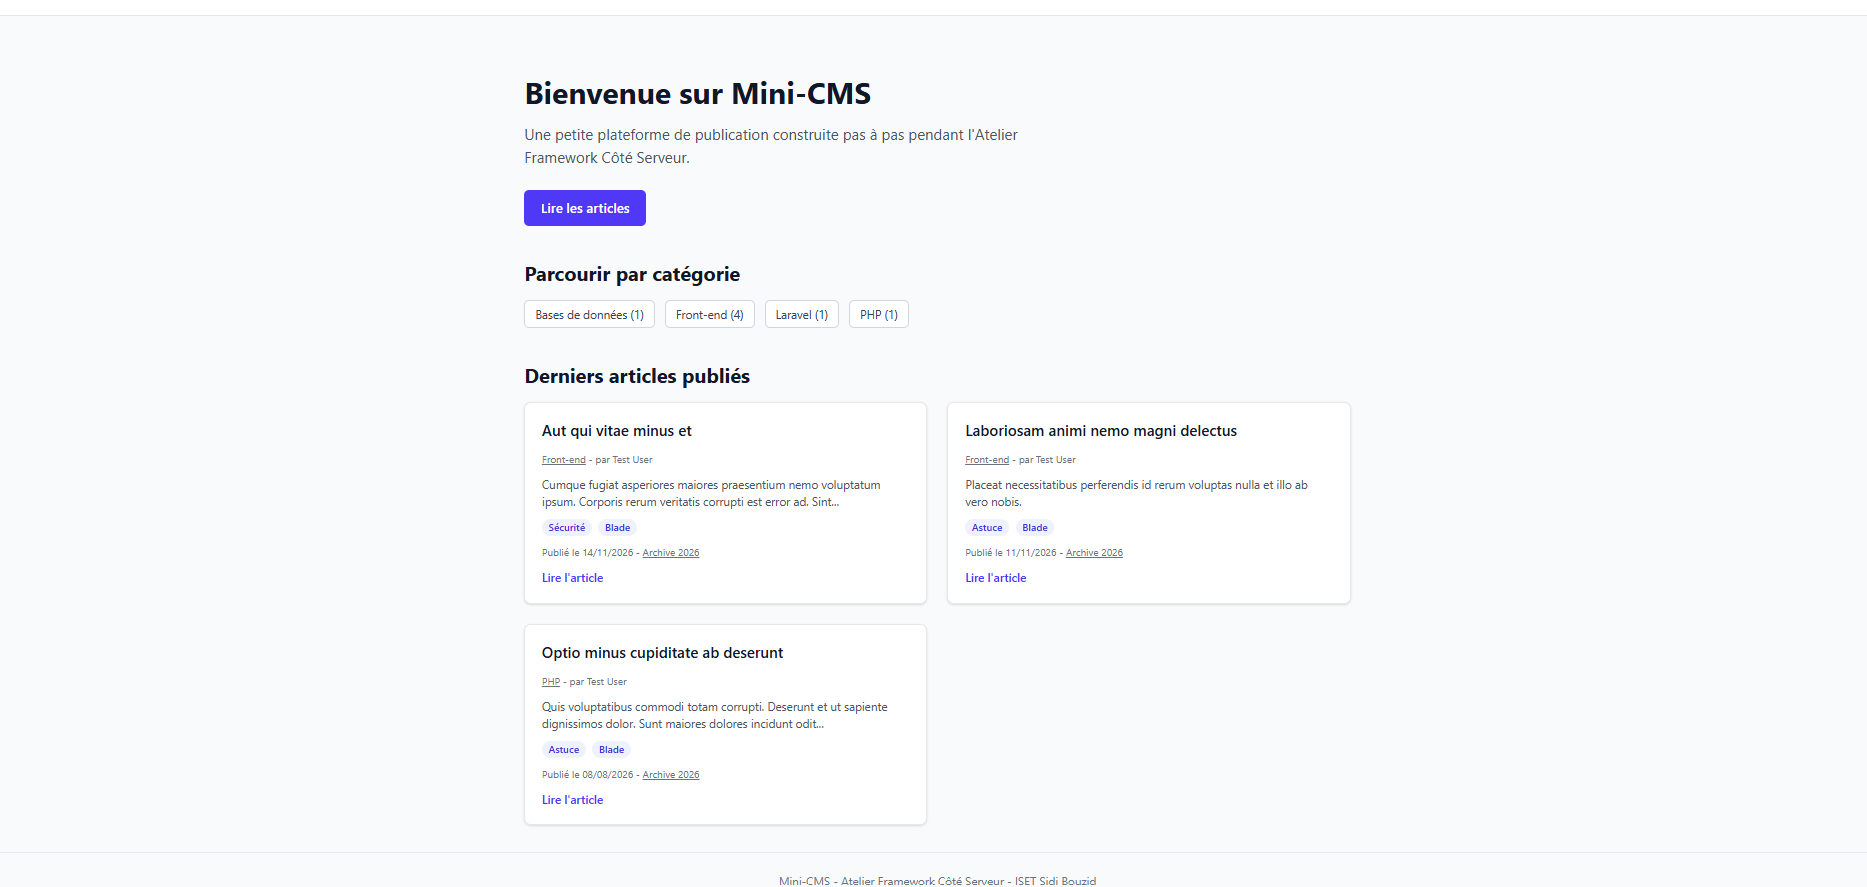 Bienvenue sur Mini-CMS
Une petite plateforme de publication construite pas à pas pendant l'Atelier
Framework Côté Serveur.
Lire les articles
Parcourir par catégorie
Bases de données (1)
Front-end (4)
Laravel (1)
PHP (1)
Derniers articles publiés
Aut qui vitae minus et
Front-end - par Test User
Cumque fugiat asperiores maiores praesentium nemo voluptatum
ipsum. Corporis rerum veritatis corrupti est error ad. Sint...
Sécurité Blade
Publié le 14/11/2026 - Archive 2026
Lire l'article
Laboriosam animi nemo magni delectus
Front-end - par Test User
Placeat necessitatibus perferendis id rerum voluptas nulla et illo ab
vero nobis.
Astuce Blade
Publié le 11/11/2026 - Archive 2026
Lire l'article
Optio minus cupiditate ab deserunt
PHP - par Test User
Quis voluptatibus commodi totam corrupti. Deserunt et ut sapiente
dignissimos dolor. Sunt maiores dolores incidunt odit...
Astuce Blade
Publié le 08/08/2026 - Archive 2026
Lire l'article
Mini-CMS - Atelier Framework Côté Serveur - ISET Sidi Bouzid